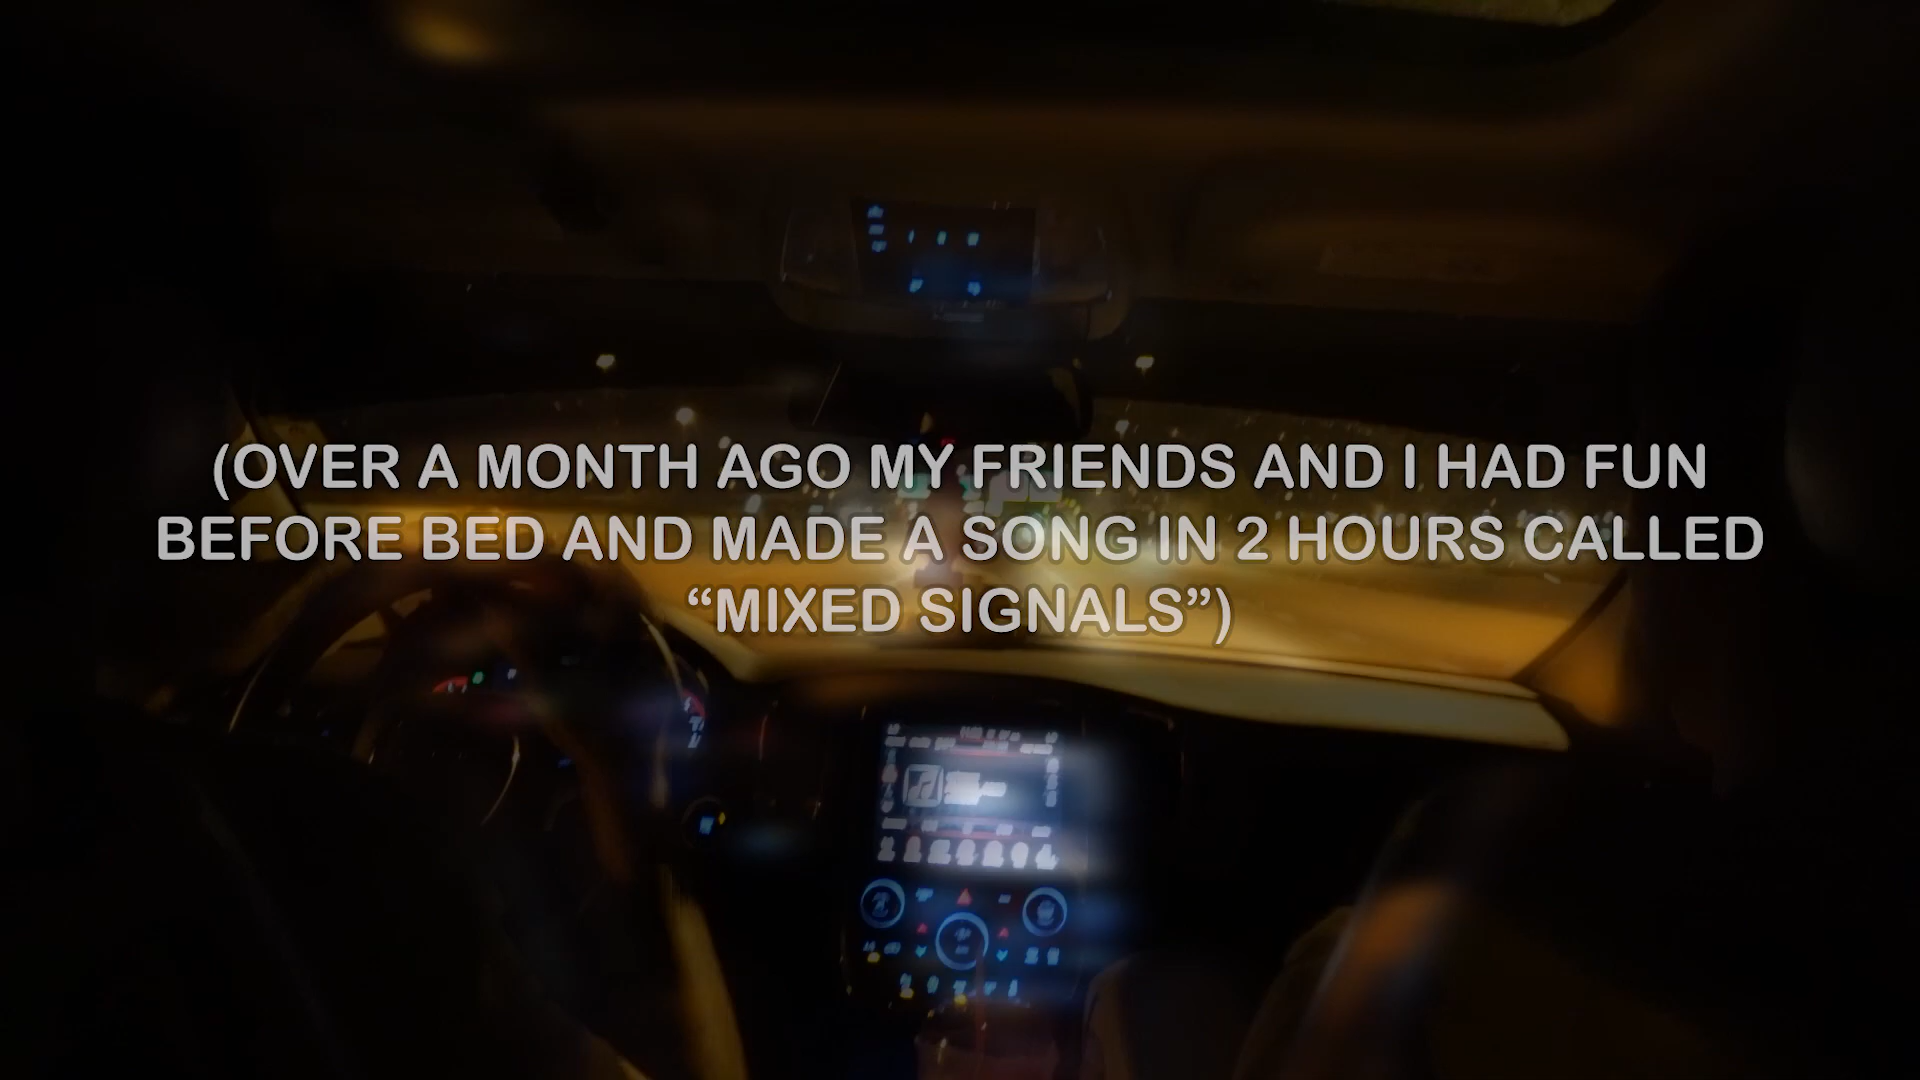 (OVER A MONTH AGO MY FRIENDS AND I HAD FUN
BEFORE BED AND MADE A SONG IN 2 HOURS CALLED
“MIXED SIGNALS”)